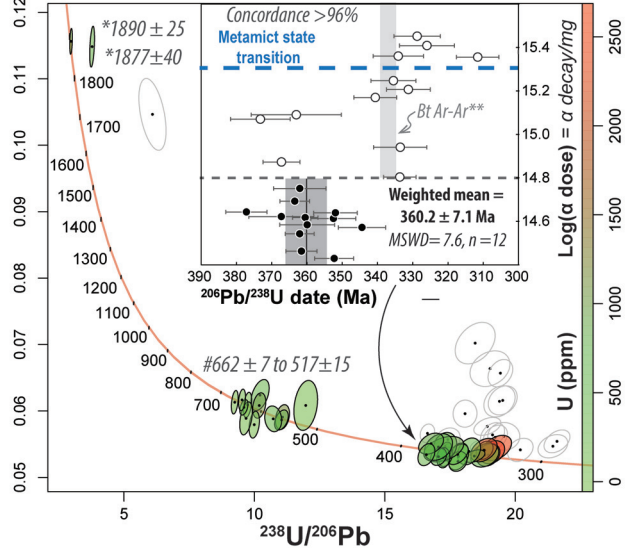 0.12
0.11
0.10
0.09
0.08
0.07
0.06
0.05
*1890 ± 25
*1877±40
1800
1700
1600
1500
1400
1300
1200
1100
1000
900
800
700
500
400
300
#662 ± 7 to 517±15
Concordance >96%
Metamict state
transition
Bt Ar-Ar**
Weighted mean =
360.2 ± 7.1 Ma
MSWD= 7.6, n =12
15.4
15.2
15.0
14.8
14.6
Log(α dose) = α decay/mg
390 380 370 360 350 340 330 320 310 300
206Pb/238U date (Ma)
2500
2000
1500
1000
500
0
U (ppm)
5 10 15 20
238U/206Pb